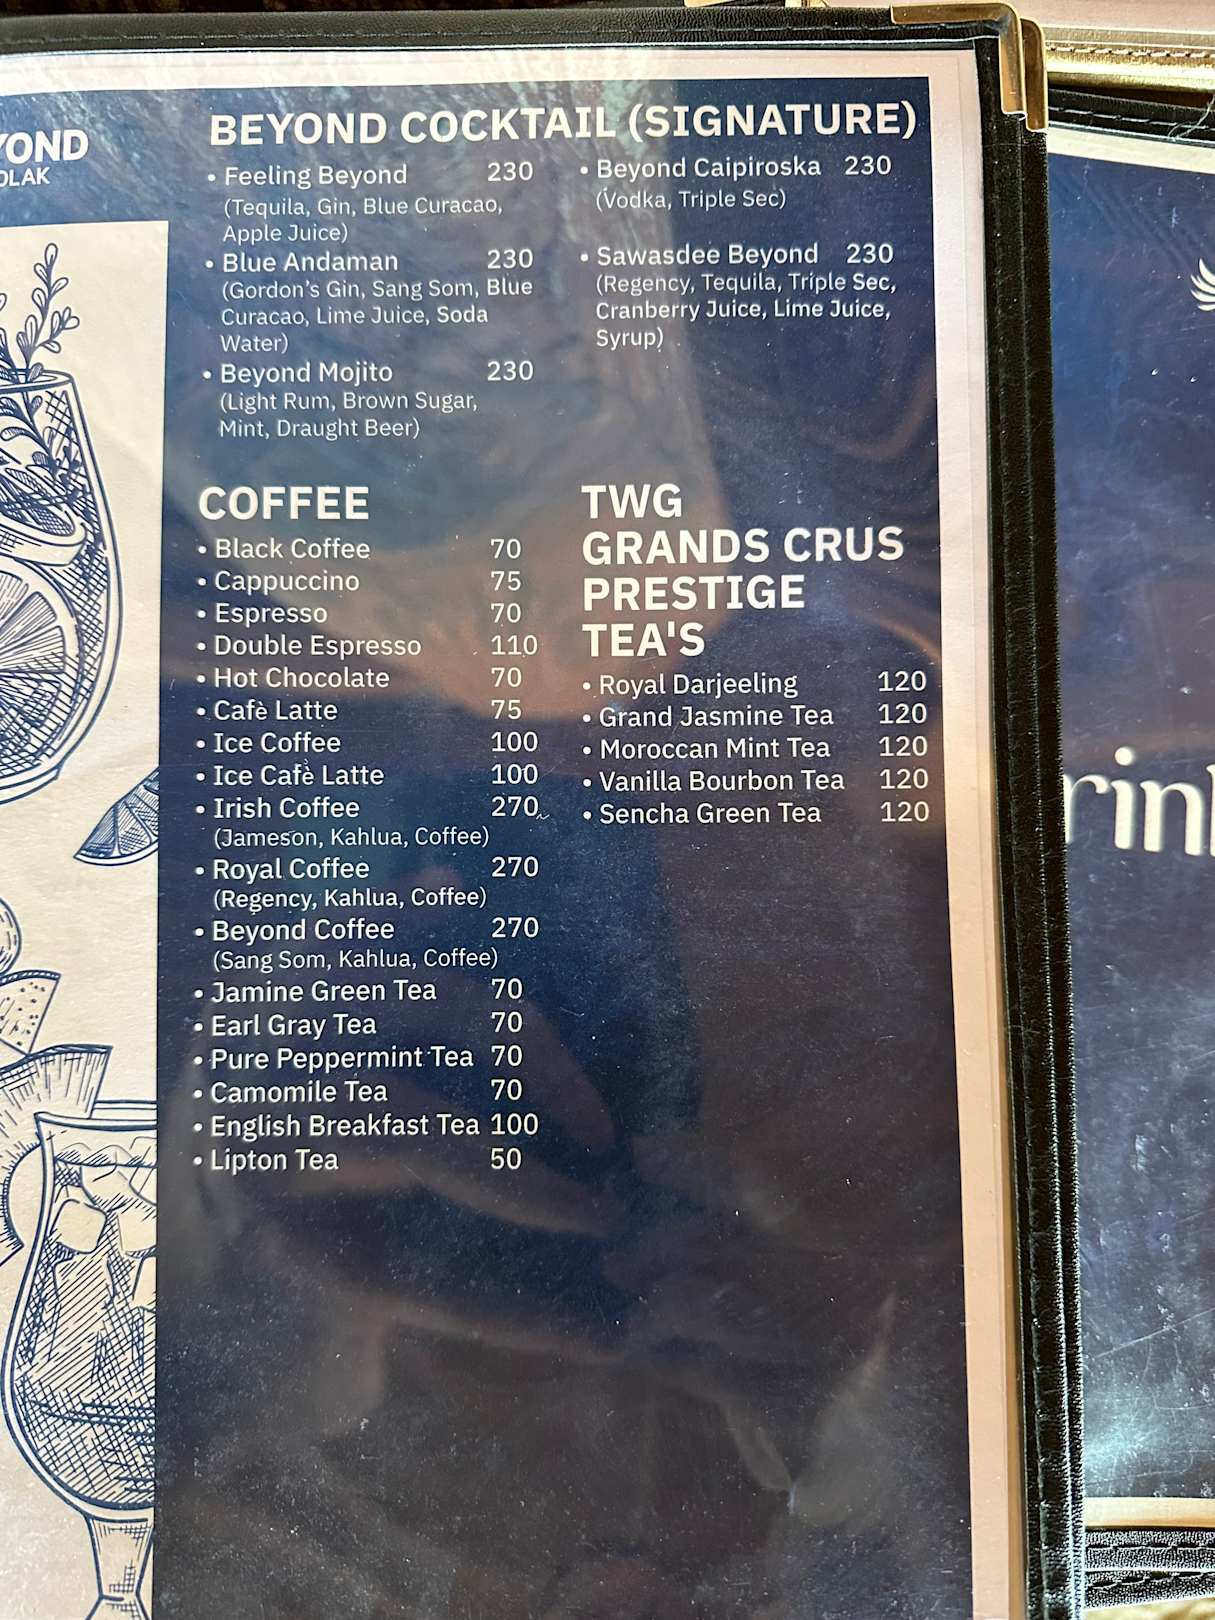 YOND
OLAK
BEYOND COCKTAIL (SIGNATURE)
• Feeling Beyond 230
(Tequila, Gin, Blue Curacao,
Apple Juice)
• Blue Andaman 230
(Gordon's Gin, Sang Som, Blue
Curacao, Lime Juice, Soda
Water)
• Beyond Mojito 230
(Light Rum, Brown Sugar,
Mint, Draught Beer)
• Beyond Caipiroska 230
(Vodka, Triple Sec)
• Sawasdee Beyond 230
(Regency, Tequila, Triple Sec,
Cranberry Juice, Lime Juice,
Syrup)
COFFEE
• Black Coffee 70
• Cappuccino 75
• Espresso 70
• Double Espresso 110
• Hot Chocolate 70
• Cafè Latte 75
• Ice Coffee 100
• Ice Cafè Latte 100
• Irish Coffee 270
(Jameson, Kahlua, Coffee)
• Royal Coffee 270
(Regency, Kahlua, Coffee)
• Beyond Coffee 270
(Sang Som, Kahlua, Coffee)
• Jamine Green Tea 70
• Earl Gray Tea 70
• Pure Peppermint Tea 70
• Camomile Tea 70
• English Breakfast Tea 100
• Lipton Tea 50
TWG
GRANDS CRUS
PRESTIGE
TEA'S
• Royal Darjeeling 120
• Grand Jasmine Tea 120
• Moroccan Mint Tea 120
• Vanilla Bourbon Tea 120
• Sencha Green Tea 120
rin